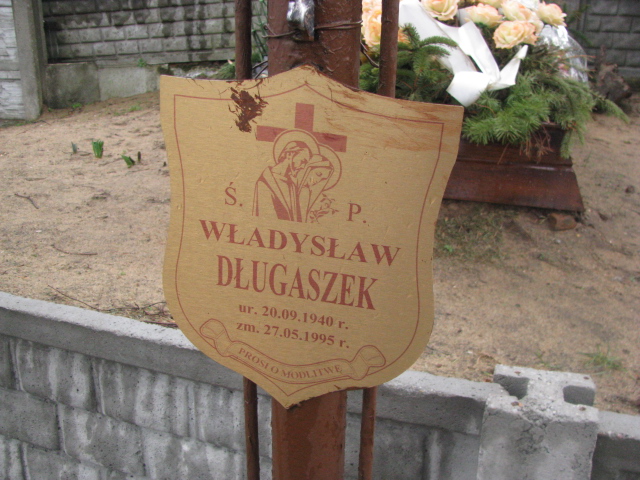 Ś. P.
WŁADYSŁAW
DŁUGASZEK
ur. 20.09.1940 r.
zm. 27.05.1995 r.
PROSI O MODLITWĘ